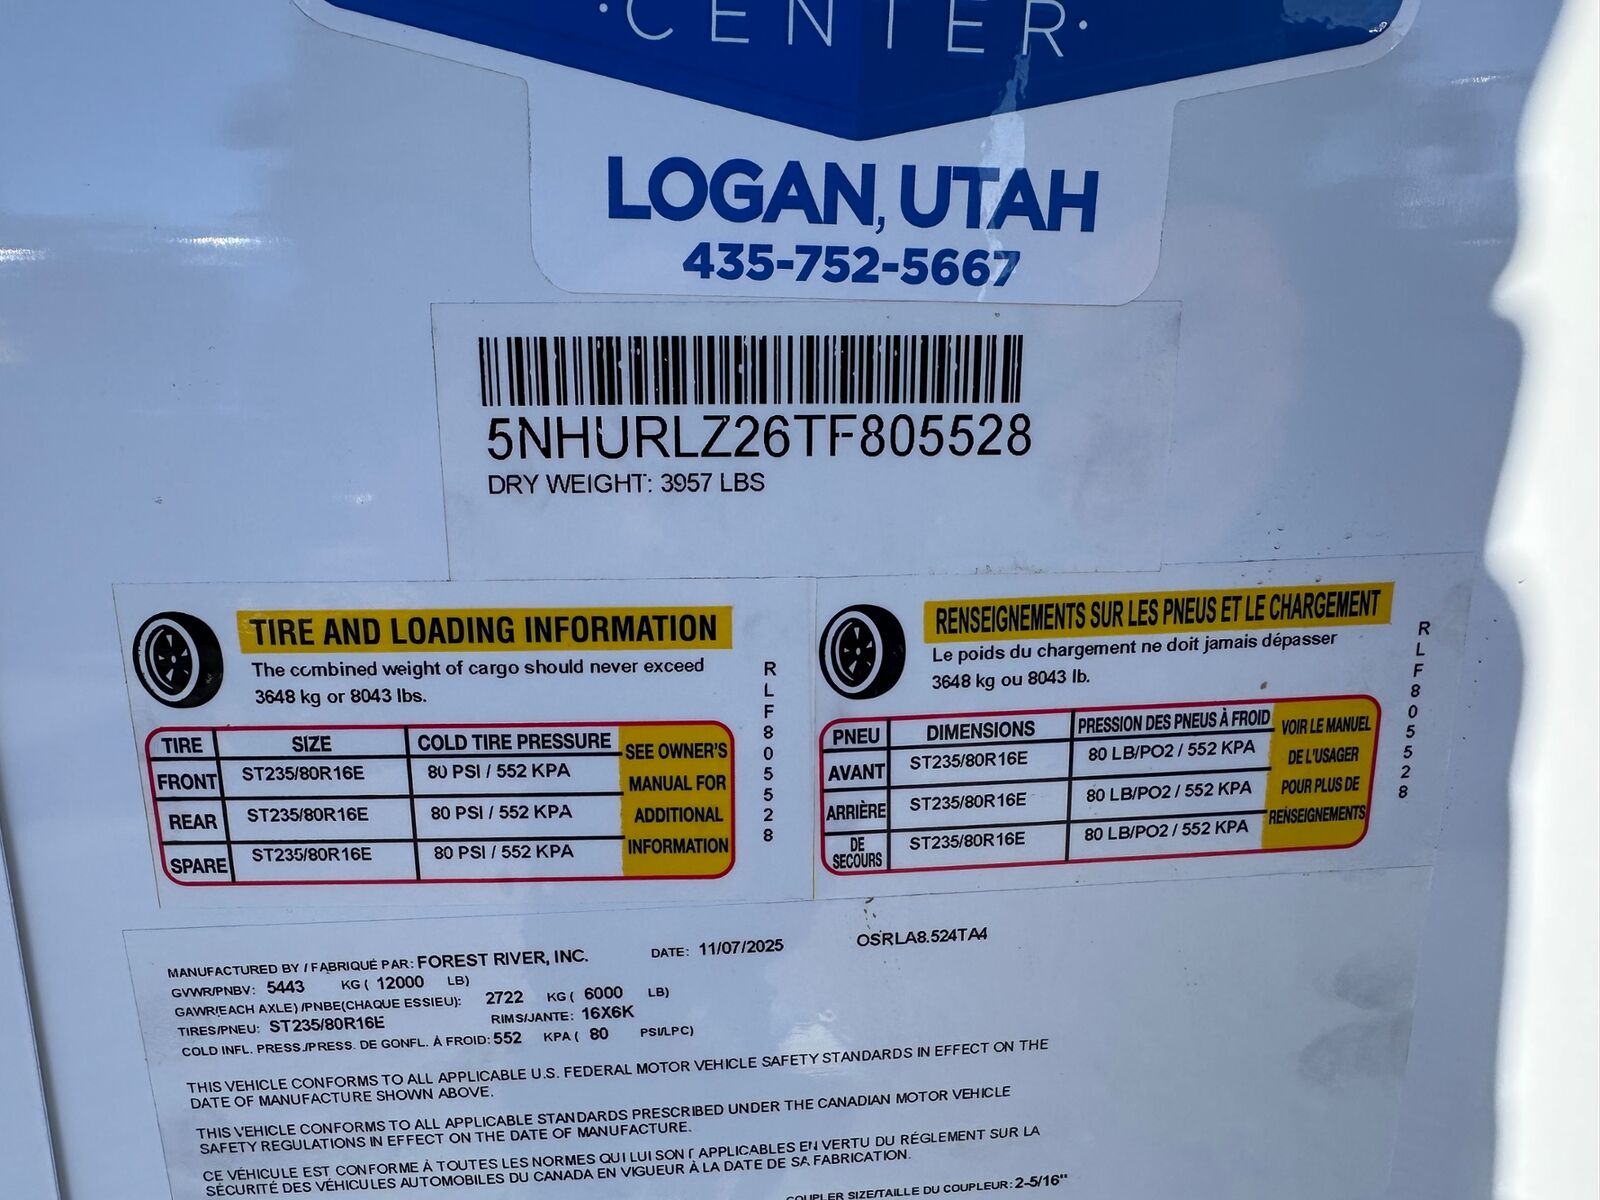 ·CENTER·
LOGAN, UTAH
435-752-5667
5NHURLZ26TF805528
DRY WEIGHT: 3957 LBS
TIRE AND LOADING INFORMATION
The combined weight of cargo should never exceed
3648 kg or 8043 lbs.
TIRE SIZE COLD TIRE PRESSURE
FRONT ST235/80R16E 80 PSI / 552 KPA
REAR ST235/80R16E 80 PSI / 552 KPA
SPARE ST235/80R16E 80 PSI / 552 KPA
SEE OWNER'S
MANUAL FOR
ADDITIONAL
INFORMATION
RLF805528
RENSEIGNEMENTS SUR LES PNEUS ET LE CHARGEMENT
Le poids du chargement ne doit jamais dépasser
3648 kg ou 8043 lb.
PNEU DIMENSIONS PRESSION DES PNEUS À FROID
AVANT ST235/80R16E 80 LB/PO2 / 552 KPA
ARRIÈRE ST235/80R16E 80 LB/PO2 / 552 KPA
DE SECOURS ST235/80R16E 80 LB/PO2 / 552 KPA
VOIR LE MANUEL
DE L'USAGER
POUR PLUS DE
RENSEIGNEMENTS
RLF805528
MANUFACTURED BY / FABRIQUÉ PAR: FOREST RIVER, INC. DATE: 11/07/2025 OSRLA8.524TA4
GVWR/PNBV: 5443 KG ( 12000 LB)
GAWR(EACH AXLE) /PNBE(CHAQUE ESSIEU): 2722 KG ( 6000 LB)
TIRES/PNEU: ST235/80R16E RIMS/JANTE: 16X6K
COLD INFL. PRESS./PRESS. DE GONFL. À FROID: 552 KPA ( 80 PSI/LPC)
THIS VEHICLE CONFORMS TO ALL APPLICABLE U.S. FEDERAL MOTOR VEHICLE SAFETY STANDARDS IN EFFECT ON THE
DATE OF MANUFACTURE SHOWN ABOVE.
THIS VEHICLE CONFORMS TO ALL APPLICABLE STANDARDS PRESCRIBED UNDER THE CANADIAN MOTOR VEHICLE
SAFETY REGULATIONS IN EFFECT ON THE DATE OF MANUFACTURE.
CE VÉHICULE EST CONFORME À TOUTES LES NORMES QUI LUI SONT APPLICABLES EN VERTU DU RÉGLEMENT SUR LA
SÉCURITÉ DES VÉHICULES AUTOMOBILES DU CANADA EN VIGUEUR À LA DATE DE SA FABRICATION.
COUPLER SIZE/TAILLE DU COUPLEUR: 2-5/16"